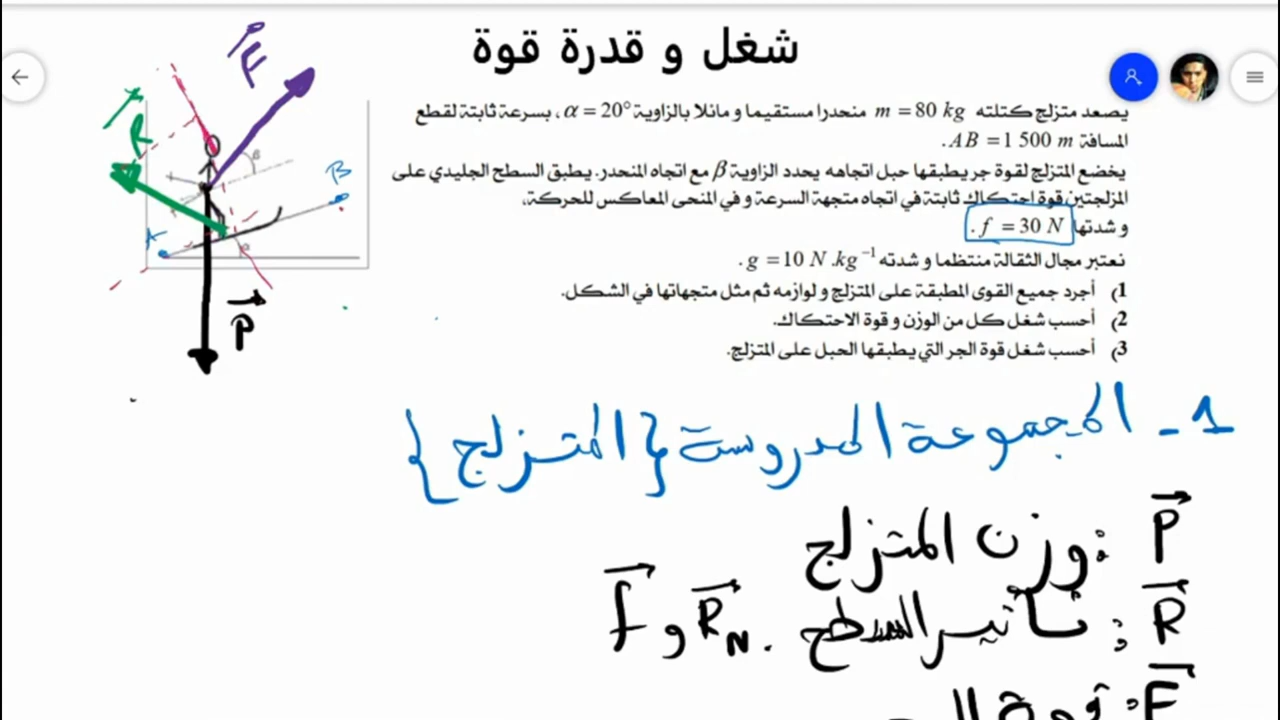 شغل و قدرة قوة
يصعد متزلج كتلته m = 80 kg منحدرا مستقيما و مائلا بالزاوية α = 20° ، بسرعة ثابتة لقطع
المسافة AB = 1 500 m .
يخضع المتزلج لقوة جر يطبقها حبل اتجاهه يحدد الزاوية β مع اتجاه المنحدر. يطبق السطح الجليدي على
المزلجتين قوة احتكاك ثابتة في اتجاه متجهة السرعة و في المنحى المعاكس للحركة،
و شدتها f = 30 N .
نعتبر مجال الثقالة منتظما و شدته g = 10 N .kg⁻¹ .
1) أجرد جميع القوى المطبقة على المتزلج و لوازمه ثم مثل متجهاتها في الشكل.
2) أحسب شغل كل من الوزن و قوة الاحتكاك.
3) أحسب شغل قوة الجر التي يطبقها الحبل على المتزلج.
F
R
β
B
A
α
P
1 - المجموعة المدروسة {المتزلج}
P : وزن المتزلج
R : تأثير السطح . R_N و f
F : قوة